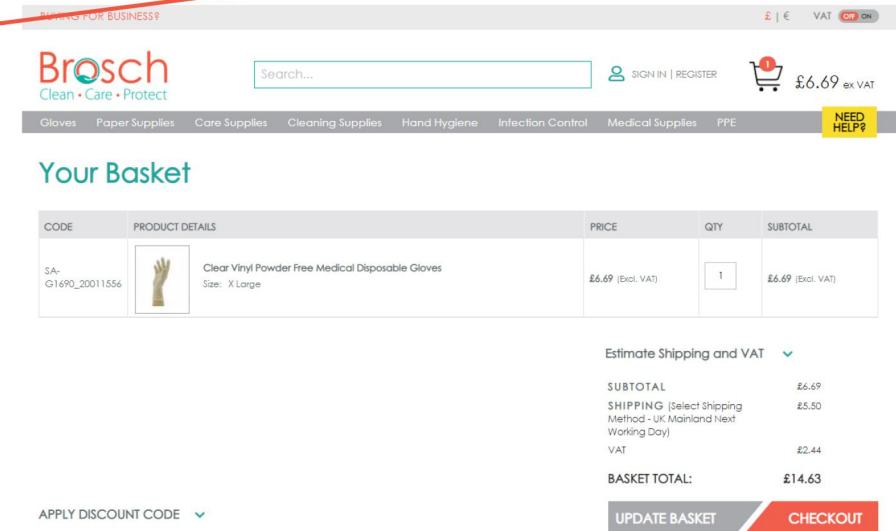 BUYING FOR BUSINESS?
£ | € VAT OFF ON
Brosch
Clean • Care • Protect
Search...
SIGN IN | REGISTER
1
£6.69 ex VAT
Gloves Paper Supplies Care Supplies Cleaning Supplies Hand Hygiene Infection Control Medical Supplies PPE
NEED
HELP?
Your Basket
CODE PRODUCT DETAILS PRICE QTY SUBTOTAL
SA-
G1690_20011556
Clear Vinyl Powder Free Medical Disposable Gloves
Size: X Large
£6.69 (Excl. VAT) 1 £6.69 (Excl. VAT)
Estimate Shipping and VAT
SUBTOTAL £6.69
SHIPPING (Select Shipping £5.50
Method - UK Mainland Next
Working Day)
VAT £2.44
BASKET TOTAL: £14.63
APPLY DISCOUNT CODE
UPDATE BASKET CHECKOUT